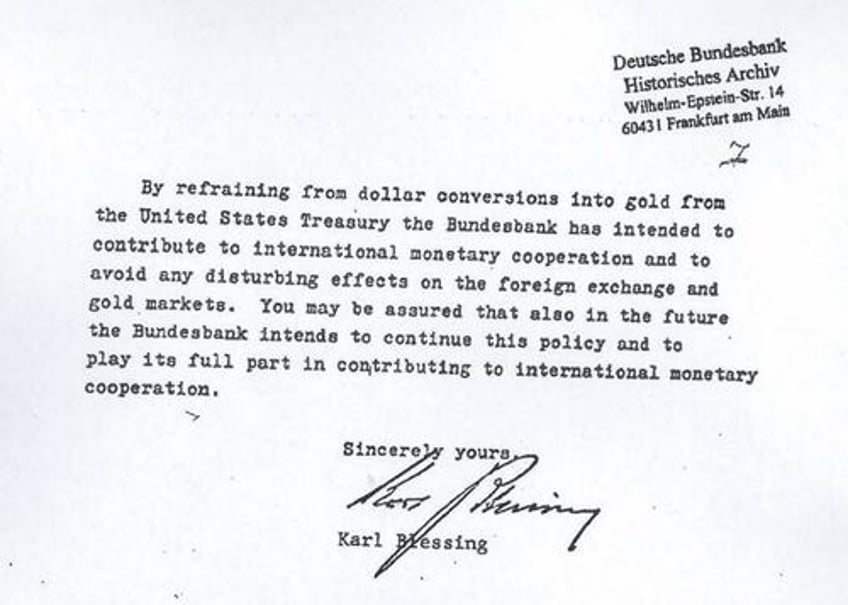 Deutsche Bundesbank
Historisches Archiv
Wilhelm-Epstein-Str. 14
60431 Frankfurt am Main
By refraining from dollar conversions into gold from
the United States Treasury the Bundesbank has intended to
contribute to international monetary cooperation and to
avoid any disturbing effects on the foreign exchange and
gold markets. You may be assured that also in the future
the Bundesbank intends to continue this policy and to
play its full part in contributing to international monetary
cooperation.
Sincerely yours,
Karl Blessing
Karl Blessing